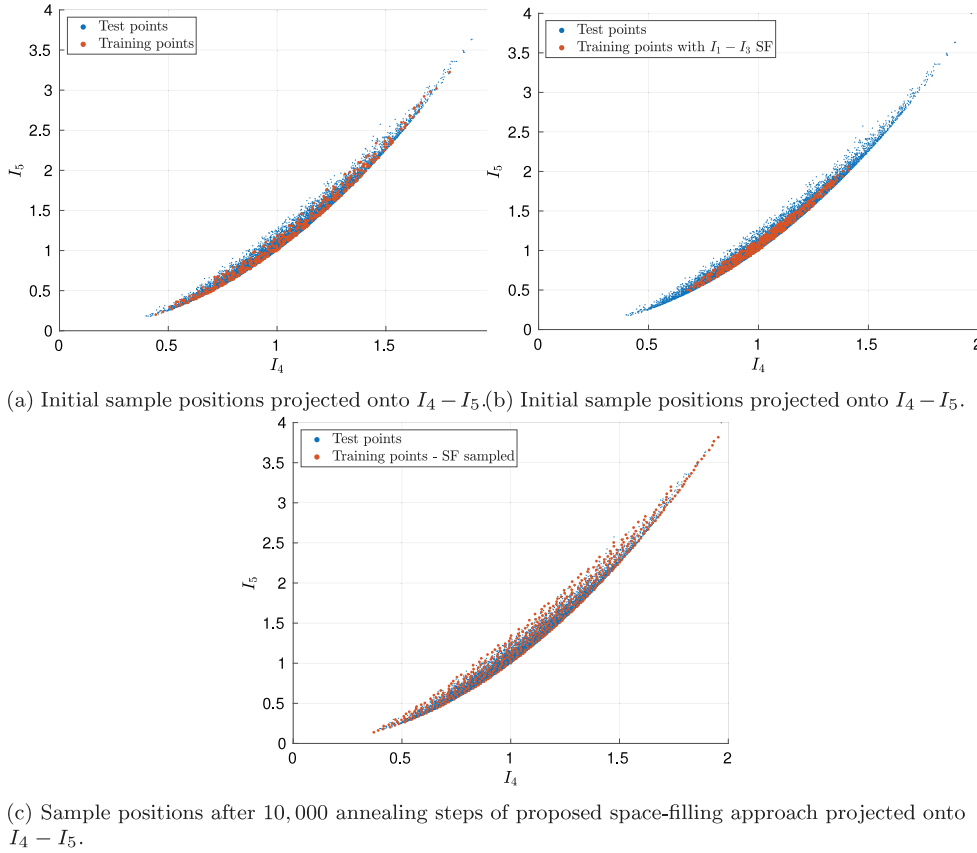 4
3.5
3
2.5
2
1.5
1
0.5
0
I₅
Test points
Training points
0
0.5
1
1.5
I₄
4
3.5
3
2.5
2
1.5
1
0.5
0
I₅
Test points
Training points with I₁ − I₃ SF
0
0.5
1
1.5
2
I₄
(a) Initial sample positions projected onto I₄ − I₅.
(b) Initial sample positions projected onto I₄ − I₅.
4
3.5
3
2.5
2
1.5
1
0.5
0
I₅
Test points
Training points - SF sampled
0
0.5
1
1.5
2
I₄
(c) Sample positions after 10,000 annealing steps of proposed space-filling approach projected onto
I₄ − I₅.